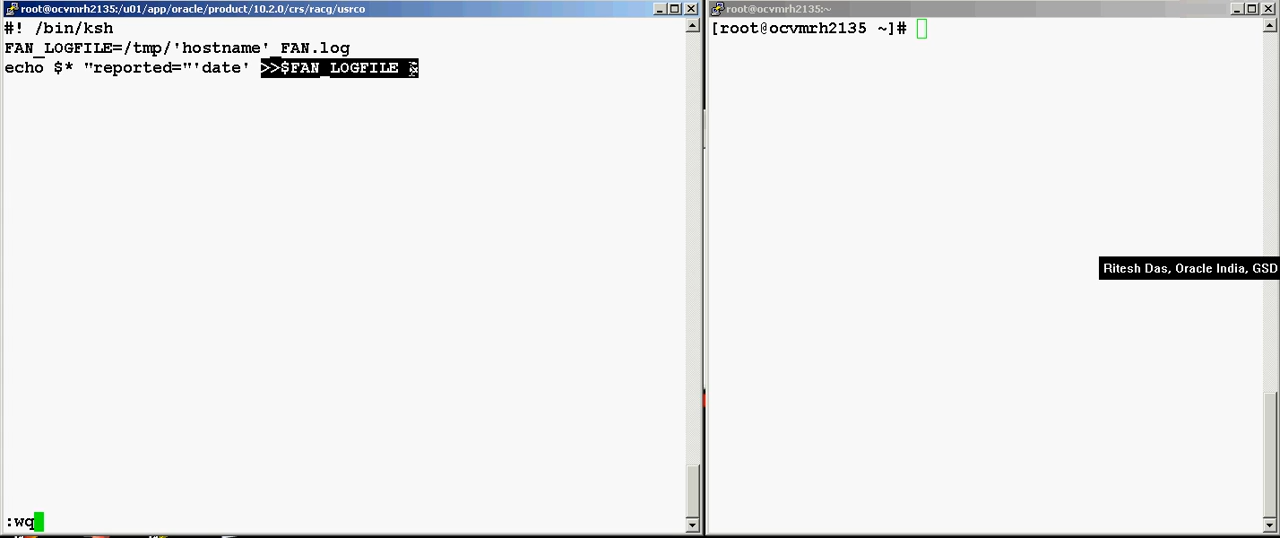 root@ocvmrh2135:/u01/app/oracle/product/10.2.0/crs/racg/usrco
#! /bin/ksh
FAN_LOGFILE=/tmp/'hostname'_FAN.log
echo $* "reported="'date' >>$FAN_LOGFILE &
:wq
root@ocvmrh2135:~
[root@ocvmrh2135 ~]#
Ritesh Das, Oracle India, GSD